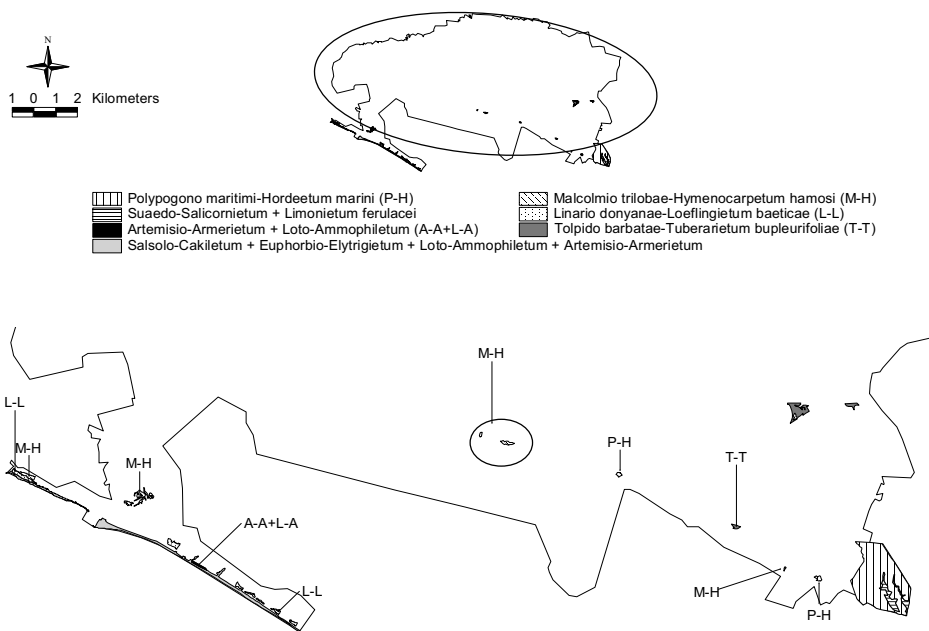 N
1 0 1 2 Kilometers
Polypogono maritimi-Hordeetum marini (P-H)
Suaedo-Salicornietum + Limonietum ferulacei
Artemisio-Armerietum + Loto-Ammophiletum (A-A+L-A)
Salsolo-Cakiletum + Euphorbio-Elytrigietum + Loto-Ammophiletum + Artemisio-Armerietum
Malcolmio trilobae-Hymenocarpetum hamosi (M-H)
Linario donyanae-Loeflingietum baeticae (L-L)
Tolpido barbatae-Tuberarietum bupleurifoliae (T-T)
M-H
L-L
M-H
M-H
P-H
T-T
A-A+L-A
L-L
M-H
P-H